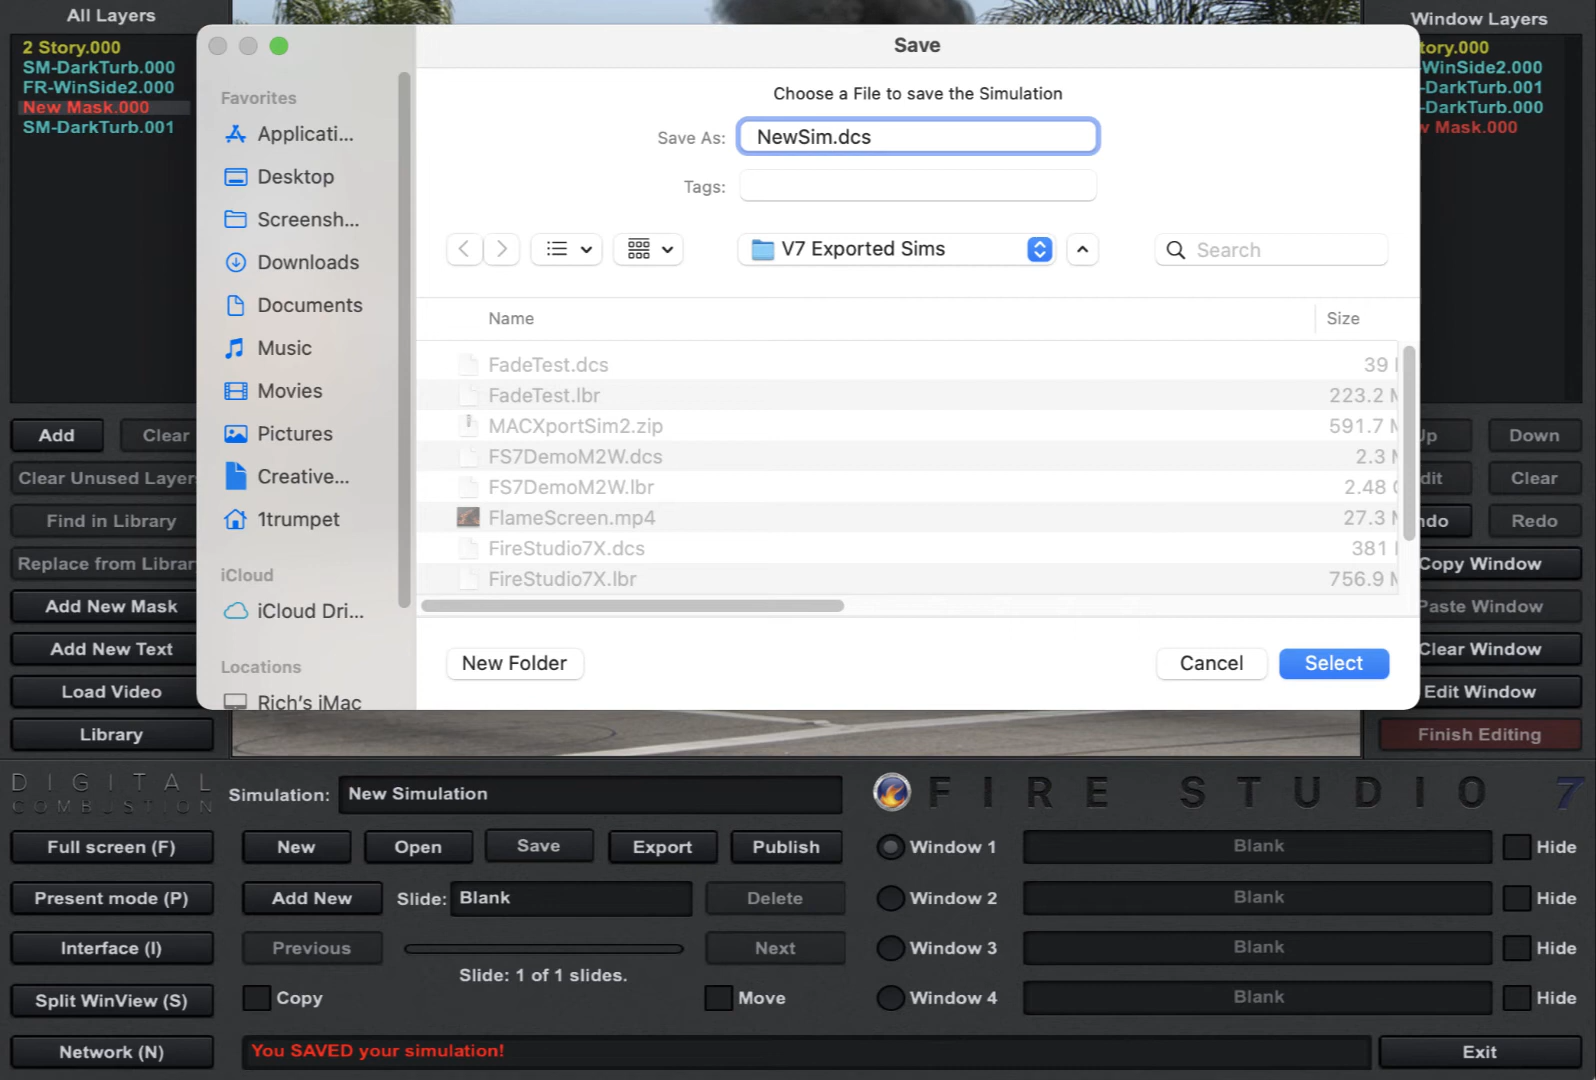 All Layers
2 Story.000
SM-DarkTurb.000
FR-WinSide2.000
New Mask.000
SM-DarkTurb.001
Add
Clear
Clear Unused Layer
Find in Library
Replace from Librar
Add New Mask
Add New Text
Load Video
Library
Save
Choose a File to save the Simulation
Save As: NewSim.dcs
Tags:
V7 Exported Sims
Search
Favorites
Applicati...
Desktop
Screensh...
Downloads
Documents
Music
Movies
Pictures
Creative...
1trumpet
iCloud
iCloud Dri...
Locations
Rich's iMac
Name Size
FadeTest.dcs 39
FadeTest.lbr 223.2
MACXportSim2.zip 591.7
FS7DemoM2W.dcs 2.3
FS7DemoM2W.lbr 2.48
FlameScreen.mp4 27.3
FireStudio7X.dcs 381
FireStudio7X.lbr 756.9
New Folder
Cancel
Select
Window Layers
tory.000
WinSide2.000
-DarkTurb.001
-DarkTurb.000
Mask.000
Up
Down
dit
Clear
ndo
Redo
Copy Window
Paste Window
Clear Window
Edit Window
Finish Editing
DIGITAL
COMBUSTION
Simulation: New Simulation
FIRE STUDIO 7
Full screen (F)
New Open Save Export Publish
Window 1 Blank Hide
Present mode (P)
Add New Slide: Blank Delete
Window 2 Blank Hide
Interface (I)
Previous Next
Window 3 Blank Hide
Slide: 1 of 1 slides.
Split WinView (S)
Copy Move
Window 4 Blank Hide
Network (N)
You SAVED your simulation!
Exit